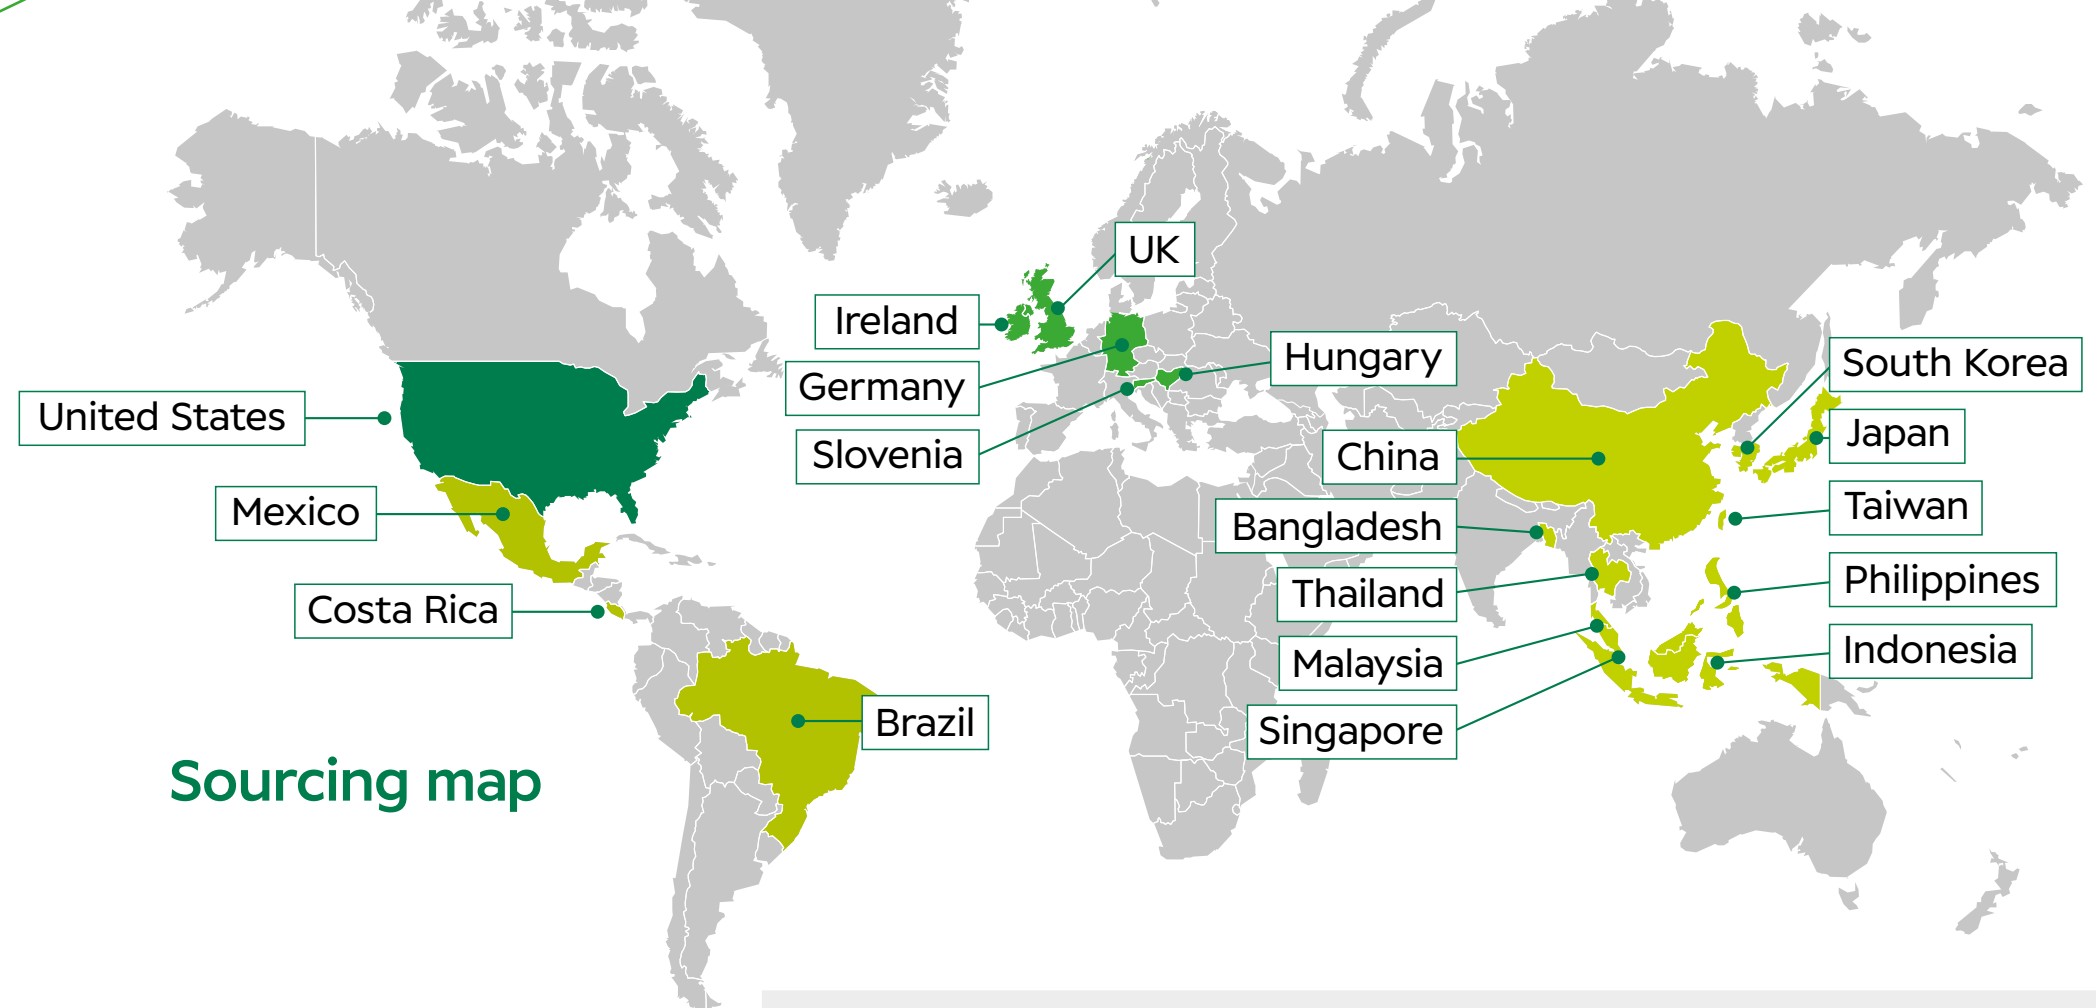 UK
Ireland
Hungary
South Korea
Germany
United States
Japan
Slovenia
China
Mexico
Taiwan
Bangladesh
Philippines
Thailand
Costa Rica
Indonesia
Malaysia
Brazil
Singapore
Sourcing map